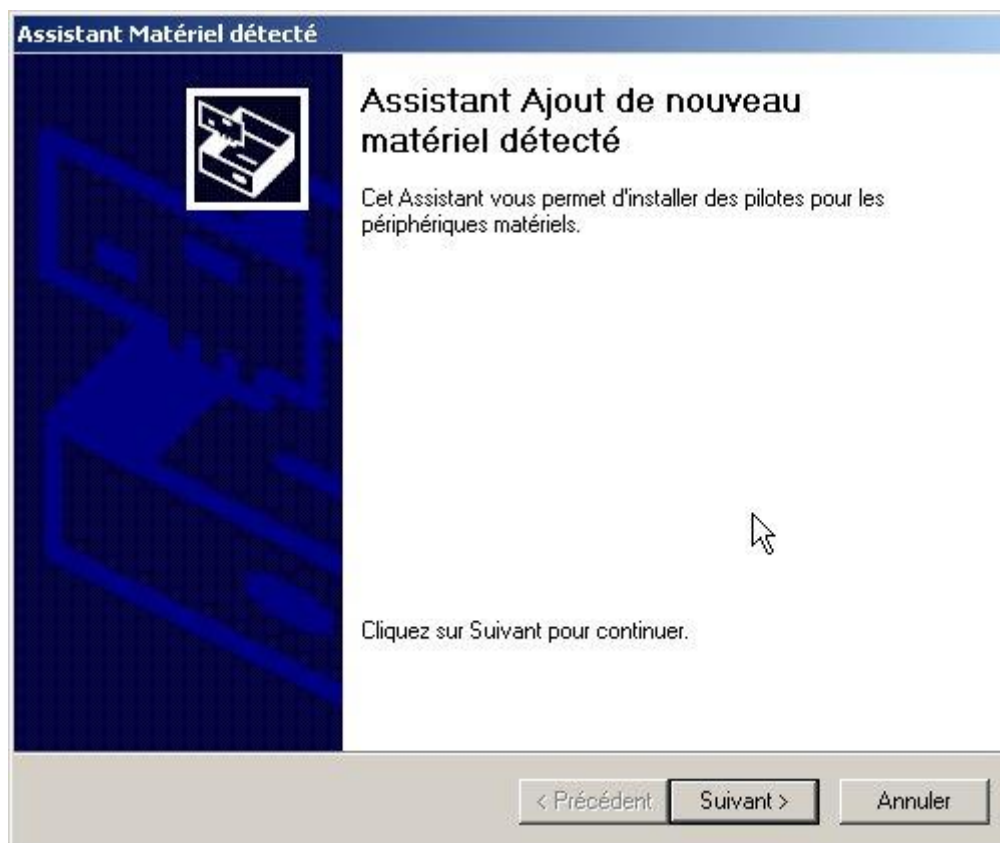 Assistant Matériel détecté
Assistant Ajout de nouveau
matériel détecté
Cet Assistant vous permet d'installer des pilotes pour les
périphériques matériels.
Cliquez sur Suivant pour continuer.
< Précédent
Suivant >
Annuler